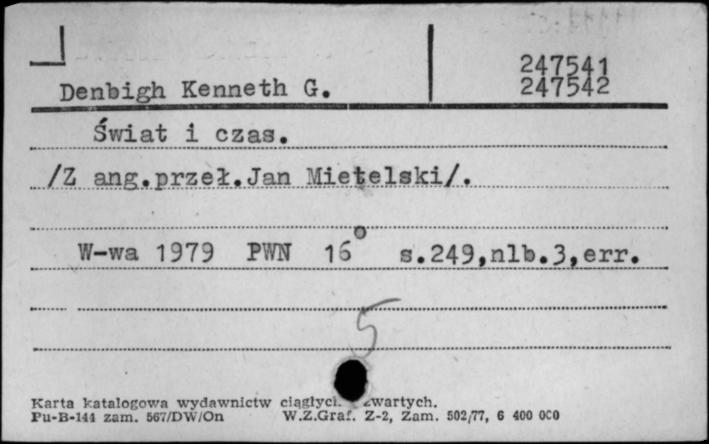 247541
Denbigh Kenneth G. 247542
Świat i czas.
/Z ang.przeł.Jan Mietelski/.
W-wa 1979 PWN 16° s.249,nlb.3,err.
5
Karta katalogowa wydawnictw ciągłych zwartych.
Pu-B-144 zam. 567/DW/On W.Z.Graf. Z-2, Zam. 502/77, 6 400 000